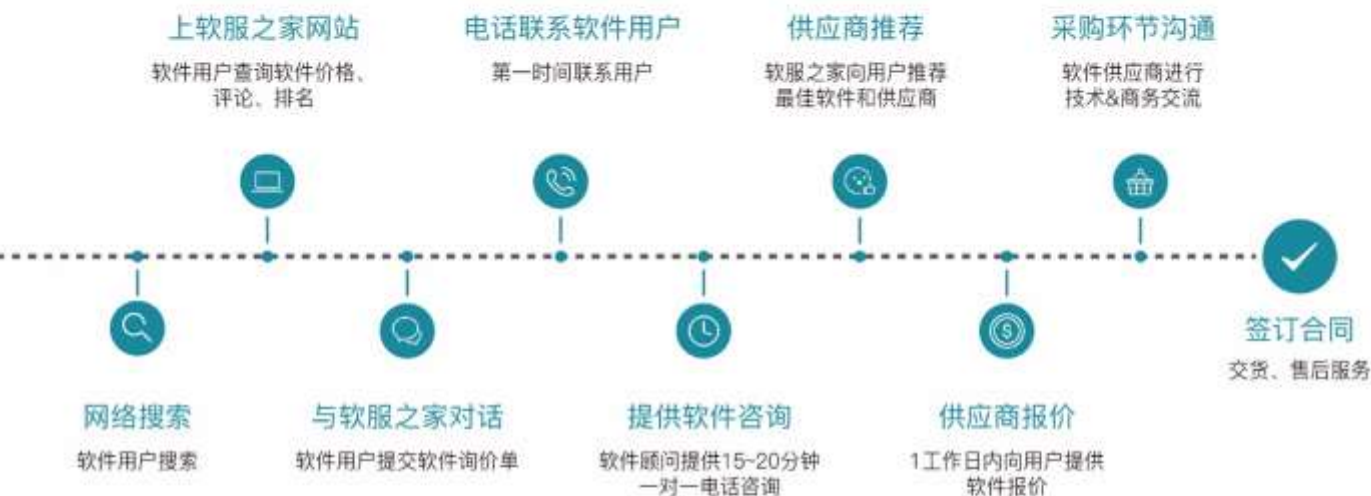 上软服之家网站
软件用户查询软件价格、
评论、排名
电话联系软件用户
第一时间联系用户
供应商推荐
软服之家向用户推荐
最佳软件和供应商
采购环节沟通
软件供应商进行
技术&商务交流
签订合同
交货、售后服务
网络搜索
软件用户搜索
与软服之家对话
软件用户提交软件询价单
提供软件咨询
软件顾问提供15~20分钟
一对一电话咨询
供应商报价
1工作日内向用户提供
软件报价